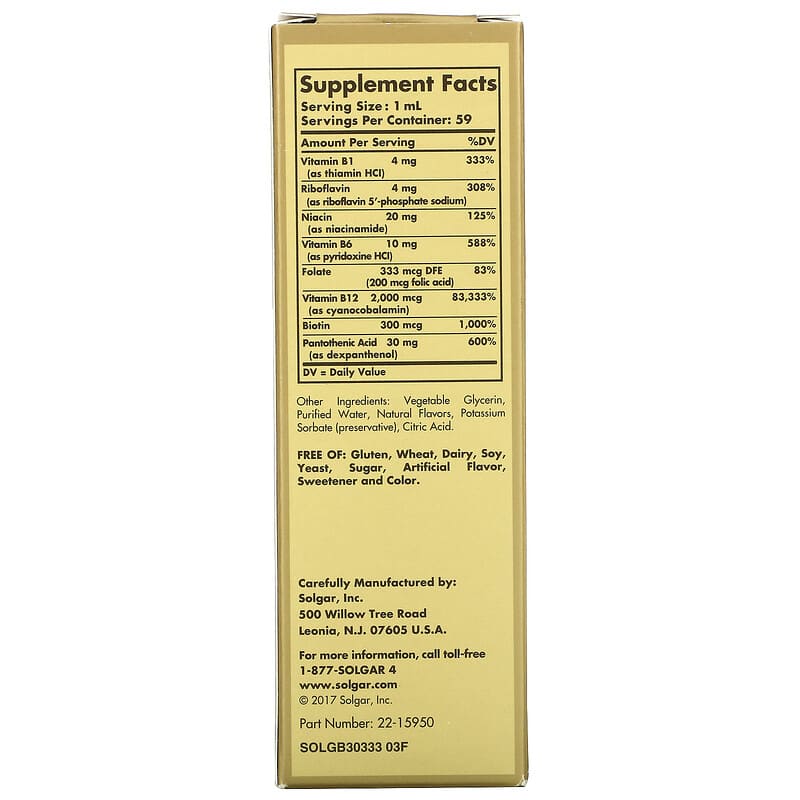 Supplement Facts
Serving Size: 1 mL
Servings Per Container: 59
Amount Per Serving %DV
Vitamin B1 4 mg 333%
(as thiamin HCl)
Riboflavin 4 mg 308%
(as riboflavin 5'-phosphate sodium)
Niacin 20 mg 125%
(as niacinamide)
Vitamin B6 10 mg 588%
(as pyridoxine HCl)
Folate 333 mcg DFE 83%
(200 mcg folic acid)
Vitamin B12 2,000 mcg 83,333%
(as cyanocobalamin)
Biotin 300 mcg 1,000%
Pantothenic Acid 30 mg 600%
(as dexpanthenol)
DV = Daily Value
Other Ingredients: Vegetable Glycerin,
Purified Water, Natural Flavors, Potassium
Sorbate (preservative), Citric Acid.
FREE OF: Gluten, Wheat, Dairy, Soy,
Yeast, Sugar, Artificial Flavor,
Sweetener and Color.
Carefully Manufactured by:
Solgar, Inc.
500 Willow Tree Road
Leonia, N.J. 07605 U.S.A.
For more information, call toll-free
1-877-SOLGAR 4
www.solgar.com
© 2017 Solgar, Inc.
Part Number: 22-15950
SOLGB30333 03F